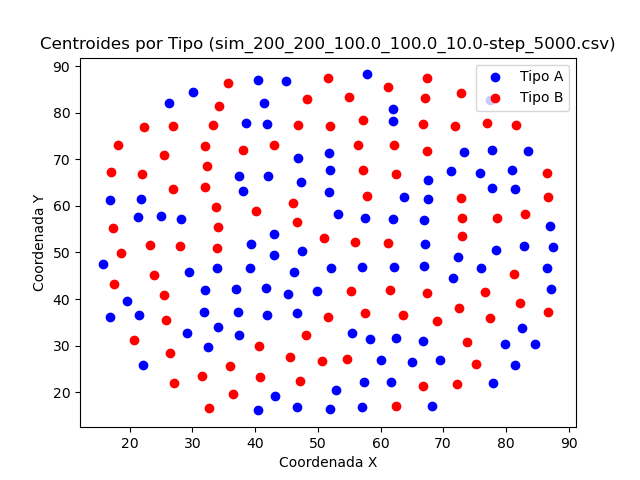 Centroides por Tipo (sim_200_200_100.0_100.0_10.0-step_5000.csv)
Tipo A
Tipo B
Coordenada Y
90
80
70
60
50
40
30
20
20 30 40 50 60 70 80 90
Coordenada X